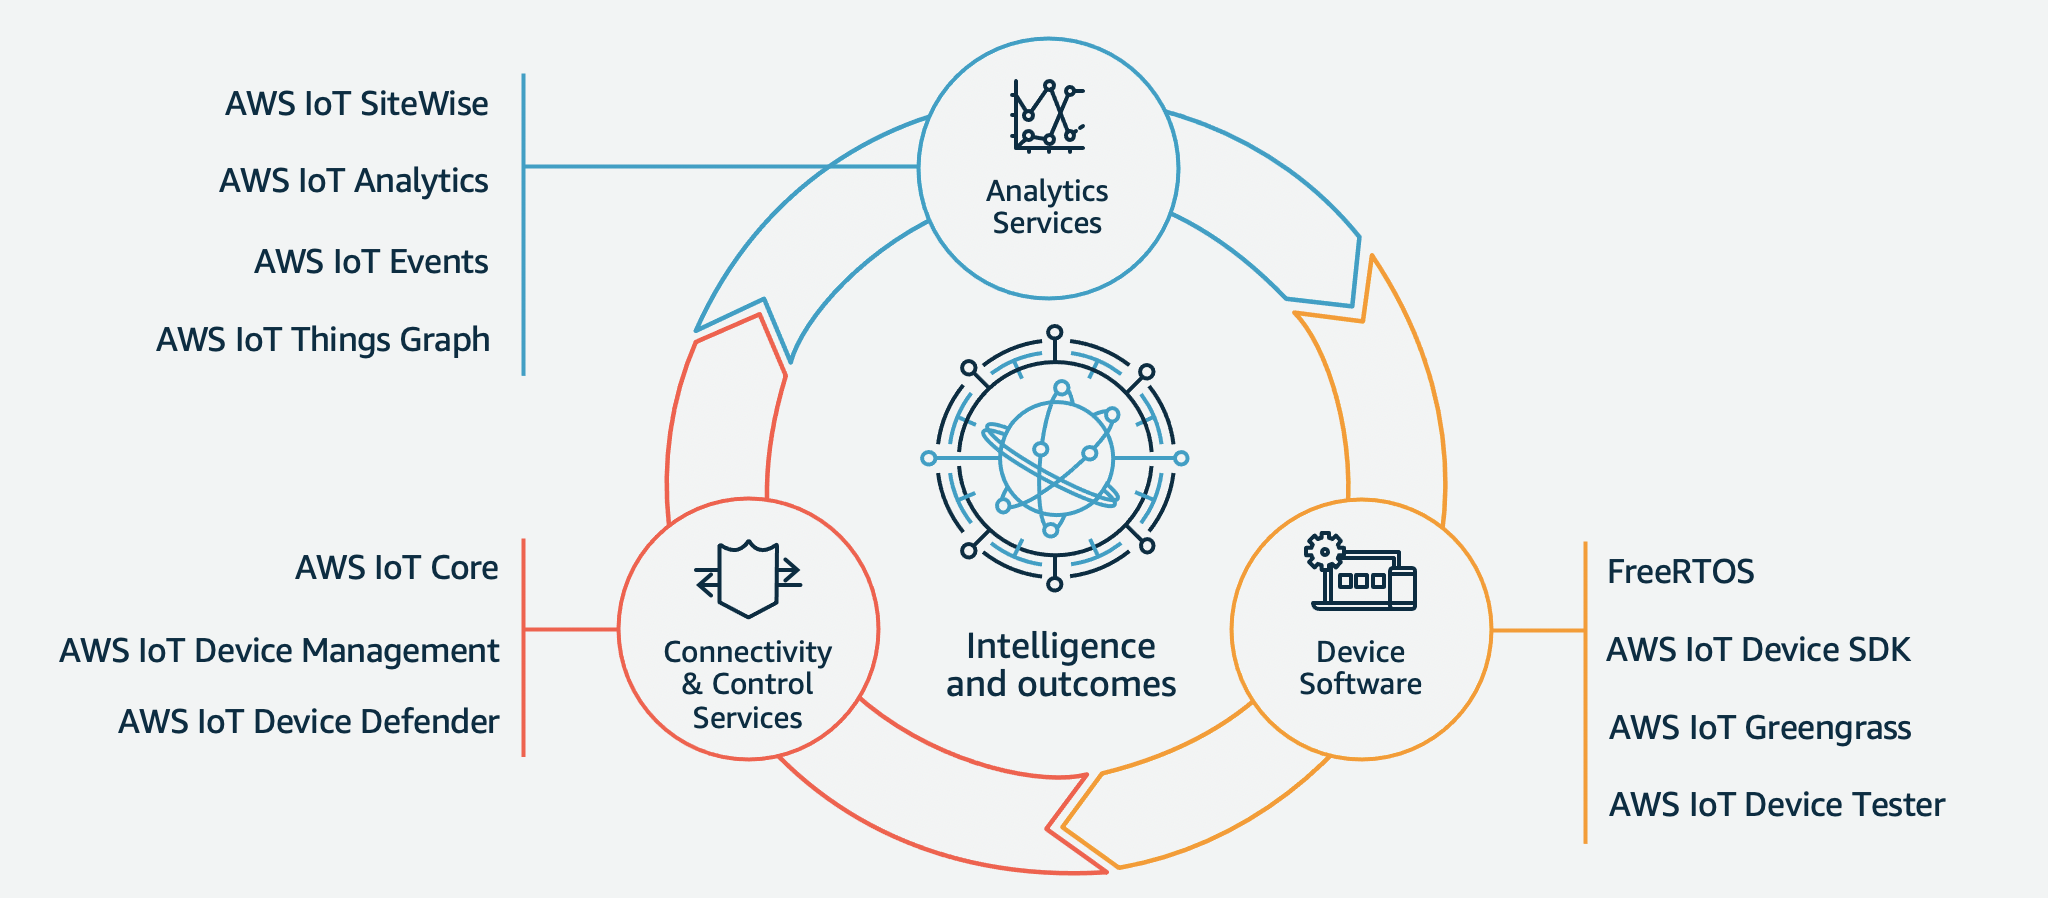 AWS IoT SiteWise
AWS IoT Analytics
AWS IoT Events
AWS IoT Things Graph
Analytics
Services
AWS IoT Core
AWS IoT Device Management
AWS IoT Device Defender
Connectivity
& Control
Services
Intelligence
and outcomes
Device
Software
FreeRTOS
AWS IoT Device SDK
AWS IoT Greengrass
AWS IoT Device Tester